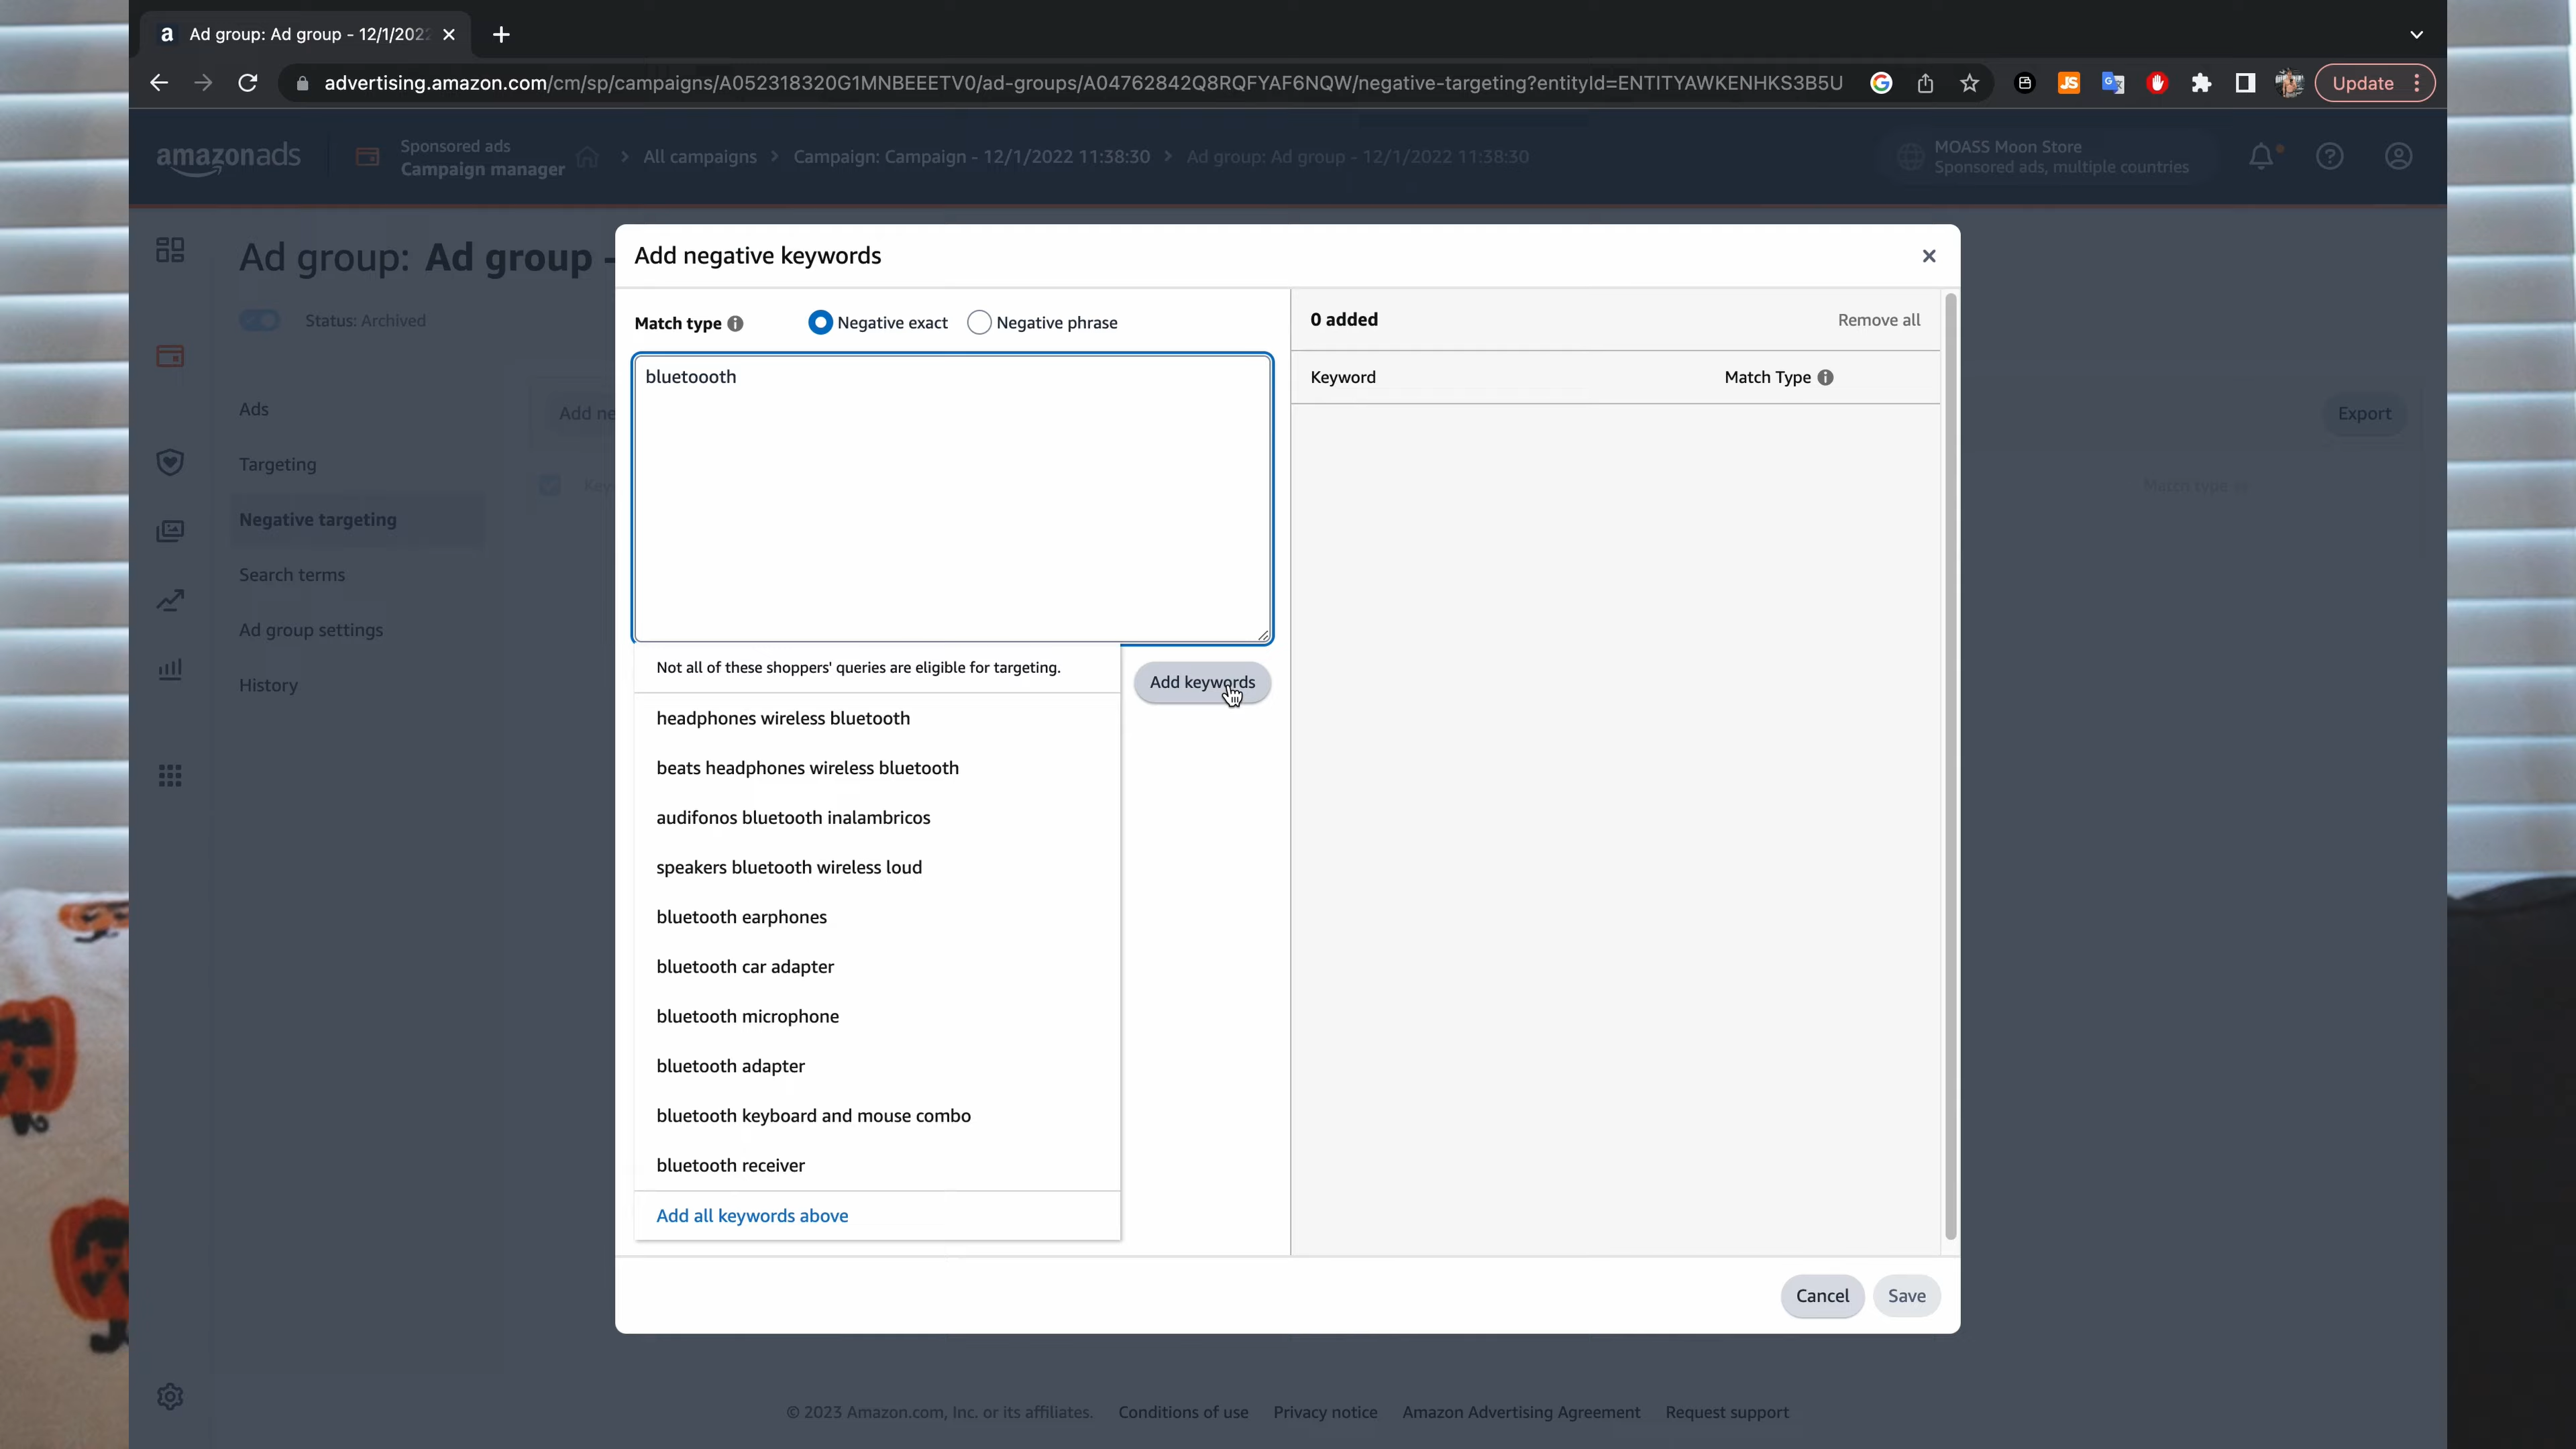 Ad group: Ad group - 12/1/202
advertising.amazon.com/cm/sp/campaigns/A052318320G1MNBEEETV0/ad-groups/A04762842Q8RQFYAF6NQW/negative-targeting?entityId=ENTITYAWKENHKS3B5U
JS
Update
amazonads
Sponsored ads
Campaign manager
All campaigns
Campaign: Campaign - 12/1/2022 11:38:30
Ad group: Ad group - 12/1/2022 11:38:30
MOASS Moon Store
Sponsored ads, multiple countries
Ad group: Ad group -
Status: Archived
Ads
Targeting
Negative targeting
Search terms
Ad group settings
History
Add ne
Export
Key
Match type
Add negative keywords
Match type
Negative exact
Negative phrase
bluetoooth
Not all of these shoppers' queries are eligible for targeting.
headphones wireless bluetooth
beats headphones wireless bluetooth
audifonos bluetooth inalambricos
speakers bluetooth wireless loud
bluetooth earphones
bluetooth car adapter
bluetooth microphone
bluetooth adapter
bluetooth keyboard and mouse combo
bluetooth receiver
Add all keywords above
Add keywords
0 added
Remove all
Keyword
Match Type
Cancel
Save
© 2023 Amazon.com, Inc. or its affiliates.
Conditions of use
Privacy notice
Amazon Advertising Agreement
Request support